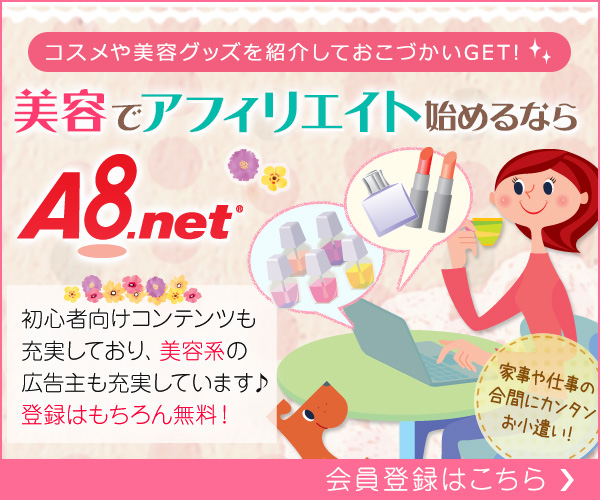 コスメや美容グッズを紹介しておこづかいGET!
美容でアフィリエイト始めるなら
A8.net®
初心者向けコンテンツも
充実しており、美容系の
広告主も充実しています♪
登録はもちろん無料！
家事や仕事の
合間にカンタン
お小遣い!
会員登録はこちら ❯